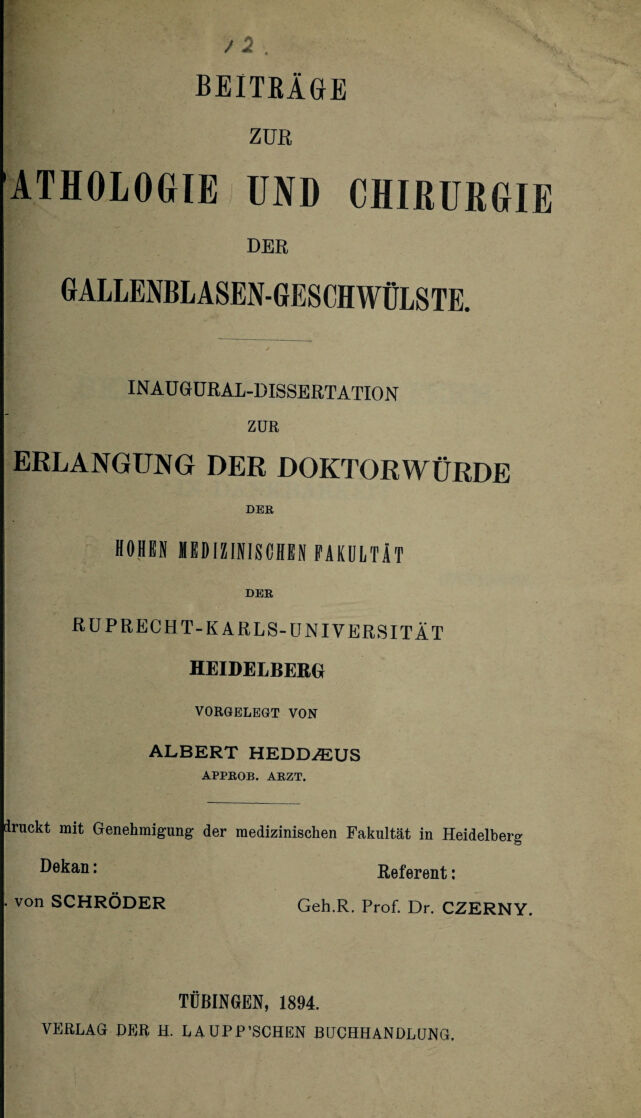 12.
BEITRÄGE
ZUR
ATHOLOGIE UND CHIRURGIE
DER
GALLENBLASEN-GESCHWÜLSTE.
INAUGURAL-DISSERTATION
ZUR
ERLANGUNG DER DOKTORWÜRDE
DER
HOHEN MEDIZINISCHEN FAKULTÄT
DER
RUPRECHT-KARLS-UNIVERSITÄT
HEIDELBERG
VORGELEGT VON
ALBERT HEDDÆUS
APPROB. ARZT.
druckt mit Genehmigung der medizinischen Fakultät in Heidelberg
Dekan: Referent:
. von SCHRÖDER Geh.R. Prof. Dr. CZERNY.
TÜBINGEN, 1894.
VERLAG DER H. LAUPP'SCHEN BUCHHANDLUNG.